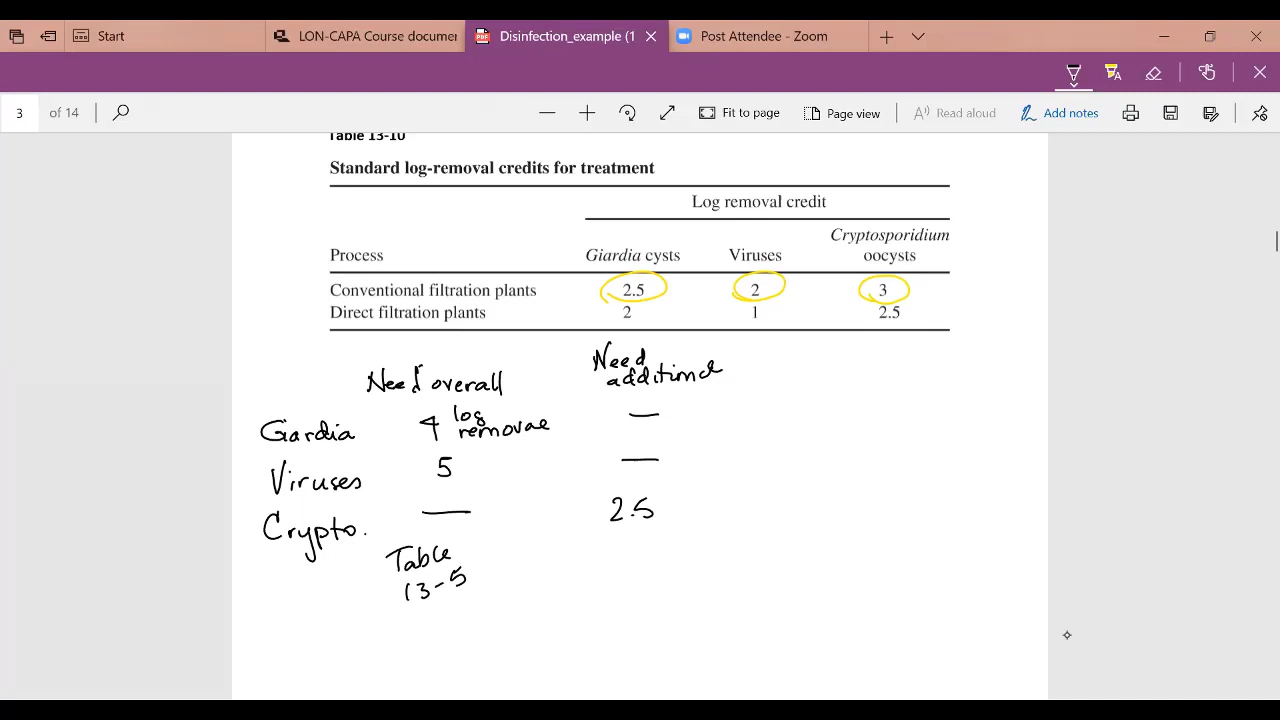 Start
LON-CAPA Course documen
Disinfection_example (1
Post Attendee - Zoom
3 of 14
Fit to page
Page view
Read aloud
Add notes
Table 13-10
Standard log-removal credits for treatment
Log removal credit
Process Giardia cysts Viruses Cryptosporidium oocysts
Conventional filtration plants 2.5 2 3
Direct filtration plants 2 1 2.5
Need overall Need additional
Gardia 4 log removae —
Viruses 5 —
Crypto. — 2.5
Table
13-5